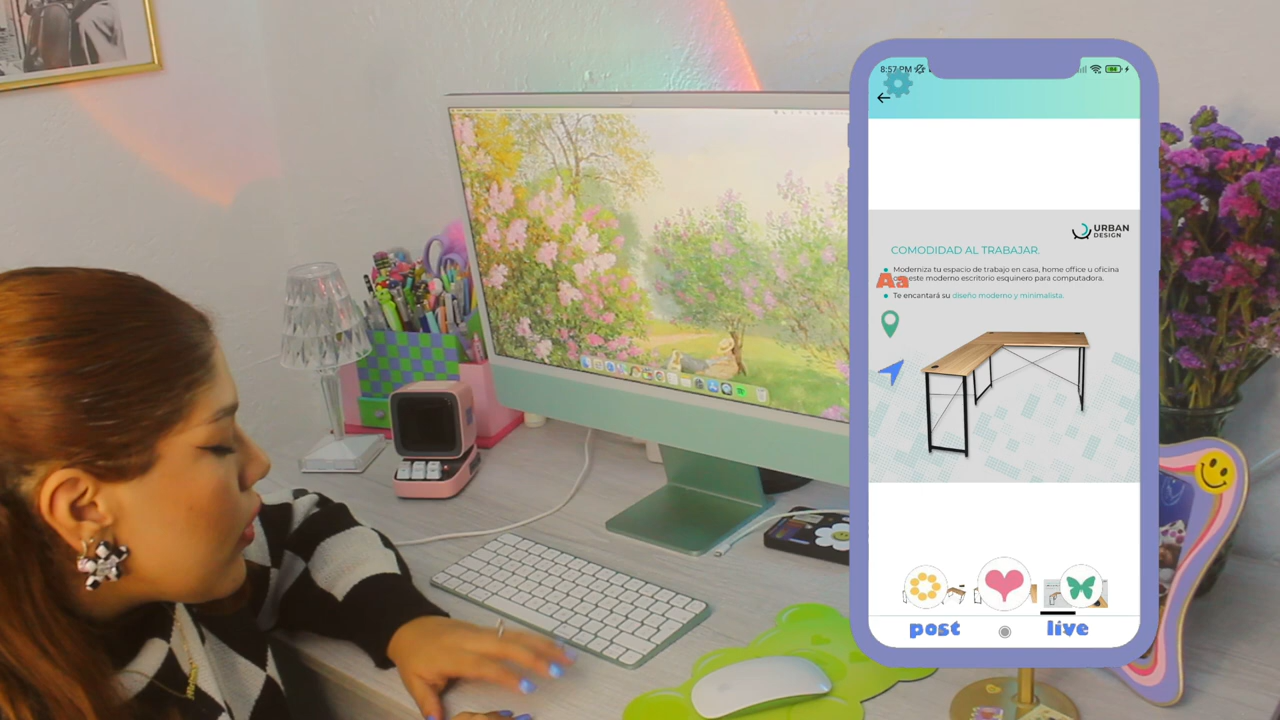 8:57 PM
URBAN
DESIGN
COMODIDAD AL TRABAJAR.
Moderniza tu espacio de trabajo en casa, home office u oficina
este moderno escritorio esquinero para computadora.
Aa
Te encantará su diseño moderno y minimalista.
post
live